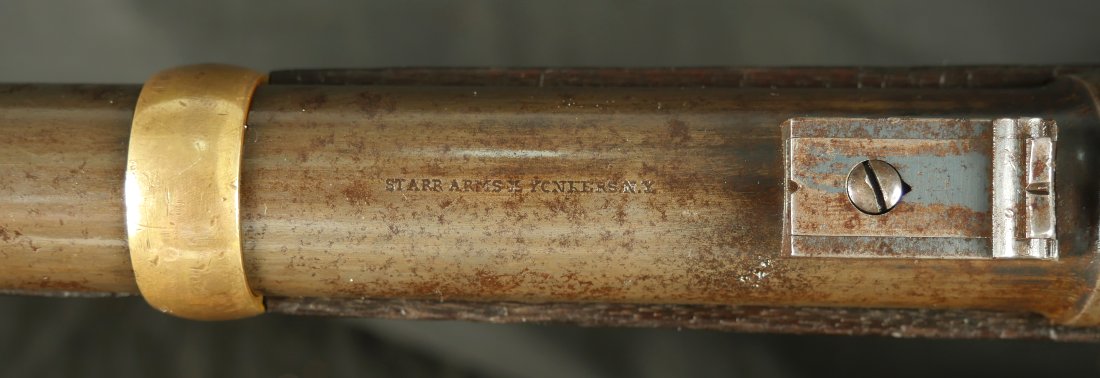 STARR ARMS Co YONKERS N.Y.